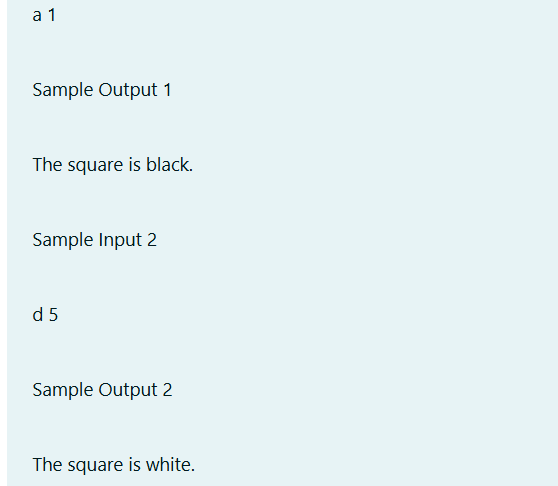 a 1
Sample Output 1
The square is black.
Sample Input 2
d 5
Sample Output 2
The square is white.